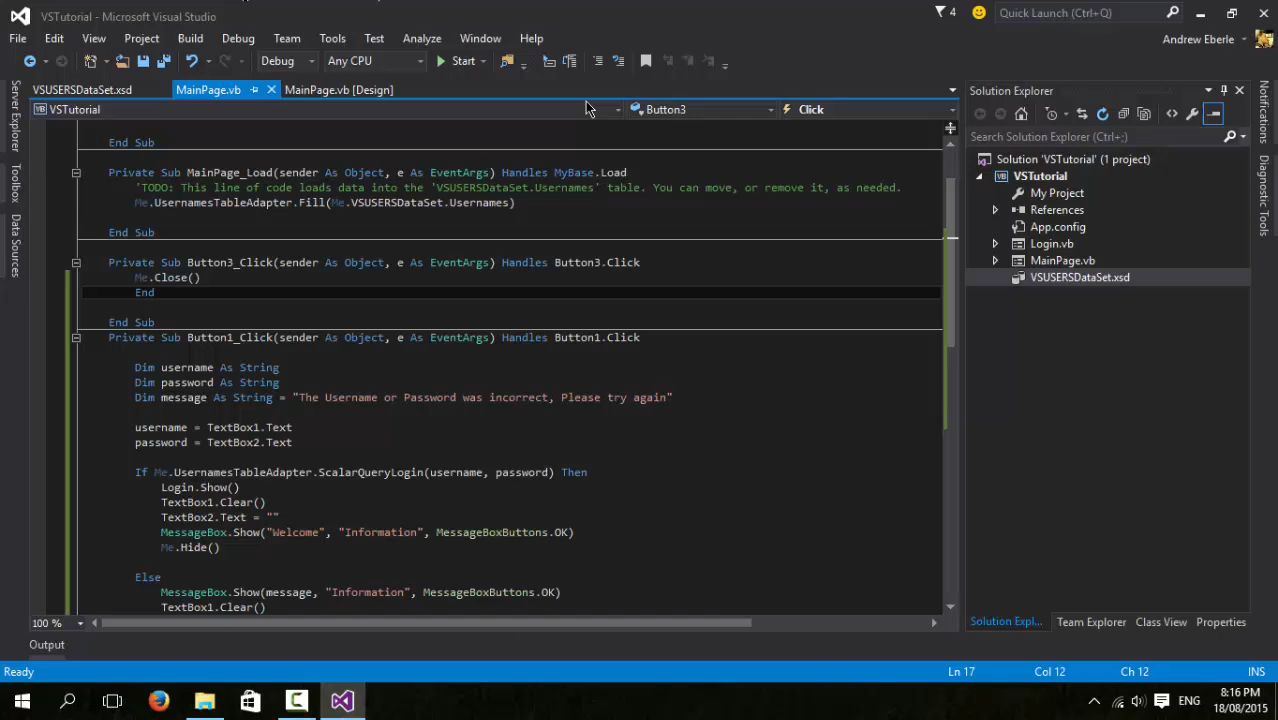 VSTutorial - Microsoft Visual Studio
4
Quick Launch (Ctrl+Q)
File Edit View Project Build Debug Team Tools Test Analyze Window Help
Andrew Eberle
Debug Any CPU Start
VSUSERSDataSet.xsd MainPage.vb MainPage.vb [Design]
VSTutorial Button3 Click
Server Explorer
Toolbox
Data Sources
End Sub
Private Sub MainPage_Load(sender As Object, e As EventArgs) Handles MyBase.Load
'TODO: This line of code loads data into the 'VSUSERSDataSet.Usernames' table. You can move, or remove it, as needed.
Me.UsernamesTableAdapter.Fill(Me.VSUSERSDataSet.Usernames)
End Sub
Private Sub Button3_Click(sender As Object, e As EventArgs) Handles Button3.Click
Me.Close()
End
End Sub
Private Sub Button1_Click(sender As Object, e As EventArgs) Handles Button1.Click
Dim username As String
Dim password As String
Dim message As String = "The Username or Password was incorrect, Please try again"
username = TextBox1.Text
password = TextBox2.Text
If Me.UsernamesTableAdapter.ScalarQueryLogin(username, password) Then
Login.Show()
TextBox1.Clear()
TextBox2.Text = ""
MessageBox.Show("Welcome", "Information", MessageBoxButtons.OK)
Me.Hide()
Else
MessageBox.Show(message, "Information", MessageBoxButtons.OK)
TextBox1.Clear()
100 %
Output
Solution Explorer
Search Solution Explorer (Ctrl+;)
Solution 'VSTutorial' (1 project)
VSTutorial
My Project
References
App.config
Login.vb
MainPage.vb
VSUSERSDataSet.xsd
Solution Expl... Team Explorer Class View Properties
Notifications
Diagnostic Tools
Ready Ln 17 Col 12 Ch 12 INS
ENG
8:16 PM
18/08/2015